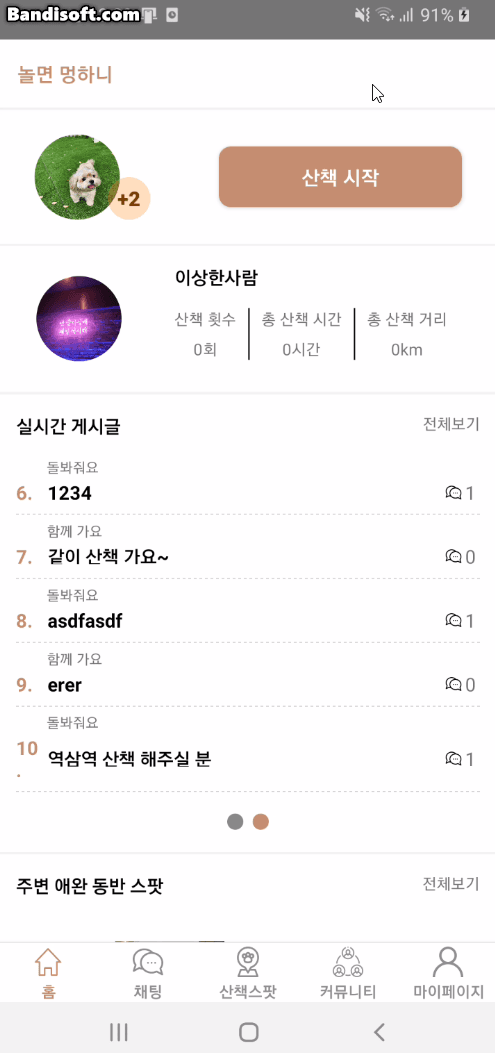 Bandisoft.com
91%
놀면 멍하니
+2
산책 시작
이상한사람
산책 횟수 총 산책 시간 총 산책 거리
0회 0시간 0km
실시간 게시글 전체보기
돌봐줘요
6. 1234 1
함께 가요
7. 같이 산책 가요~ 0
돌봐줘요
8. asdfasdf 1
함께 가요
9. erer 0
돌봐줘요
10. 역삼역 산책 해주실 분 1
주변 애완 동반 스팟 전체보기
홈 채팅 산책스팟 커뮤니티 마이페이지